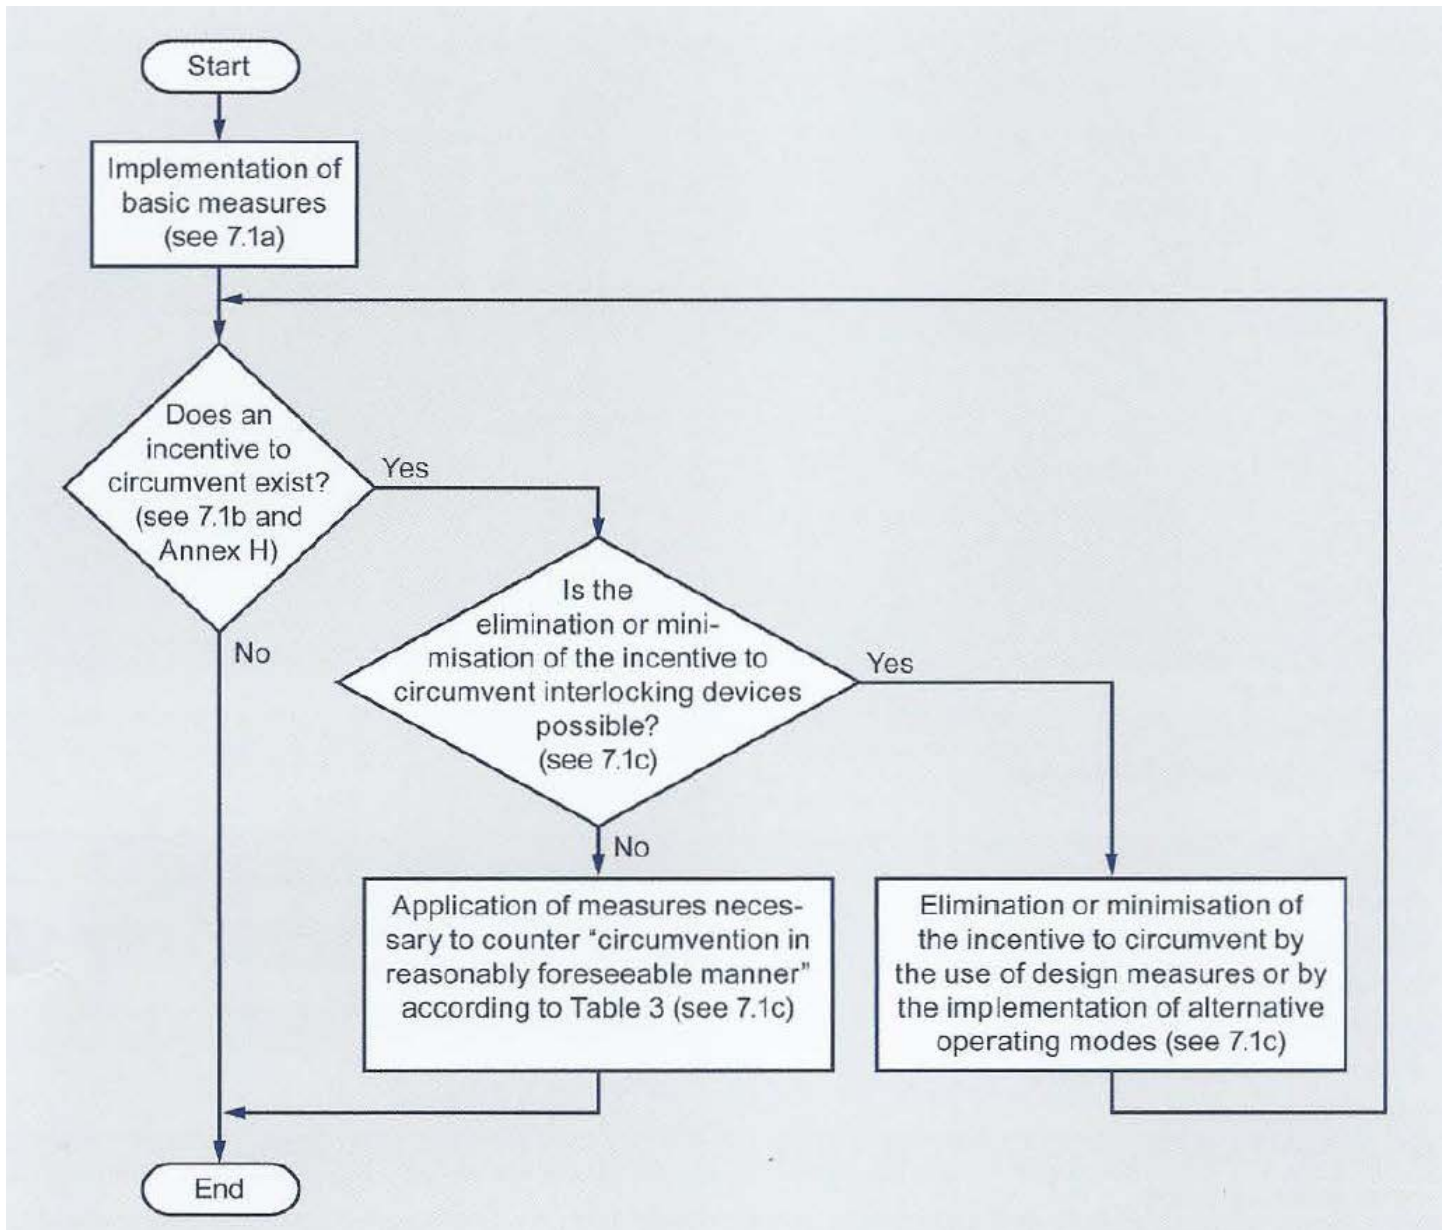 Start
Implementation of
basic measures
(see 7.1a)
Does an
incentive to
circumvent exist?
(see 7.1b and
Annex H)
Yes
No
Is the
elimination or mini-
misation of the incentive to
circumvent interlocking devices
possible?
(see 7.1c)
Yes
No
Application of measures neces-
sary to counter “circumvention in
reasonably foreseeable manner”
according to Table 3 (see 7.1c)
Elimination or minimisation of
the incentive to circumvent by
the use of design measures or by
the implementation of alternative
operating modes (see 7.1c)
End